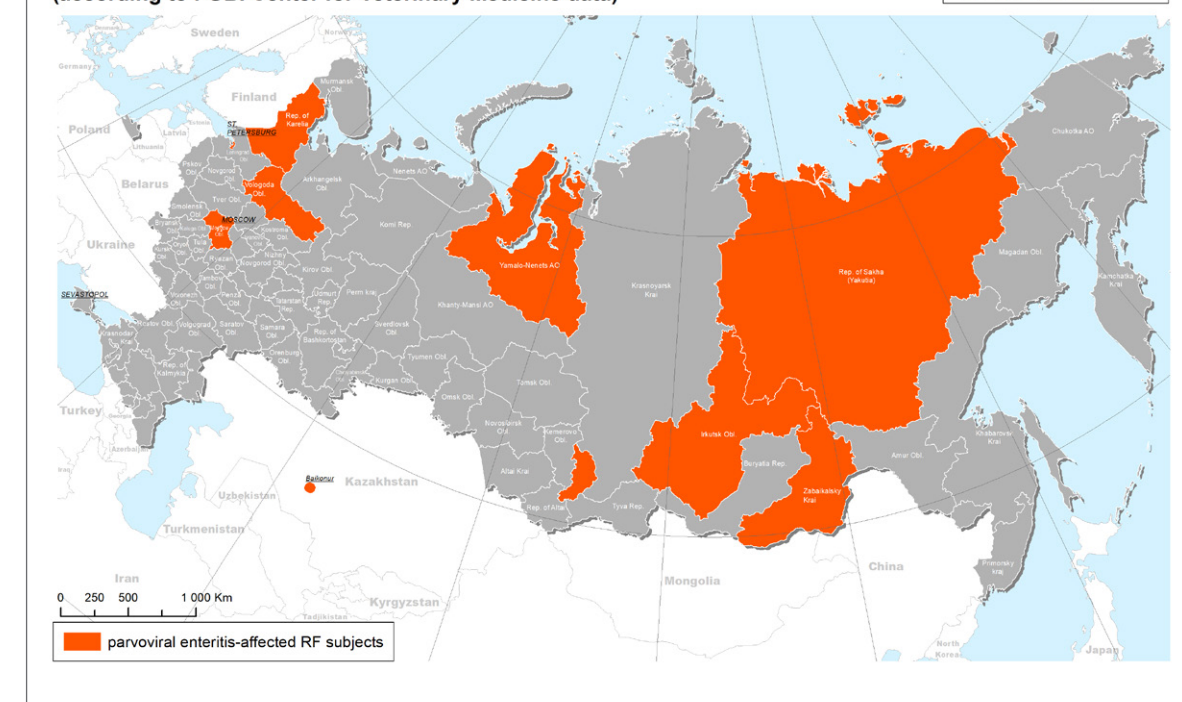 Sweden
Norway
Germany
Finland
Murmansk
Obl.
Rep. of
Karelia
Chukotka AO
Poland
Latvia
Lithuania
ST.
PETERSBURG
Pskov
Obl.
Novgorod
Obl.
Vologda
Obl.
Arkhangelsk
Obl.
Nenets AO
Belarus
Tver Obl.
Smolensk
Obl.
MOSCOW
Komi Rep.
Yamalo-Nenets AO
Rep. of Sakha
(Yakutia)
Magadan Obl.
Kamchatka
Krai
Ukraine
Bryansk
Obl.
Tula
Obl.
Kostroma
Obl.
Ryazan
Obl.
Nizhny
Novgorod Obl.
Kirov Obl.
Krasnoyarsk
Krai
SEVASTOPOL
Voronezh
Obl.
Tambov
Obl.
Penza
Obl.
Tatarstan
Rep.
Udmurt
Rep.
Perm kraj
Khanty-Mansi AO
Krasnodar
Krai
Rostov Obl.
Volgograd
Obl.
Saratov
Obl.
Samara
Obl.
Rep. of
Bashkortostan
Sverdlovsk
Obl.
Rep. of
Kalmykia
Orenburg
Obl.
Kurgan Obl.
Tyumen Obl.
Tomsk Obl.
Omsk Obl.
Turkey
Georgia
Azerbaijan
Iraq
Novosibirsk
Obl.
Kemerovo
Obl.
Irkutsk Obl.
Khabarovsk
Krai
Amur Obl.
Altai Krai
Buryatia Rep.
Zabaikalsky
Krai
Baikonur
Kazakhstan
Uzbekistan
Rep. of Altai
Tyva Rep.
Turkmenistan
China
Primorsky
kraj
Iran
Mongolia
0 250 500 1 000 Km
Kyrgyzstan
Tadjikistan
parvoviral enteritis-affected RF subjects
North
Korea
Japan